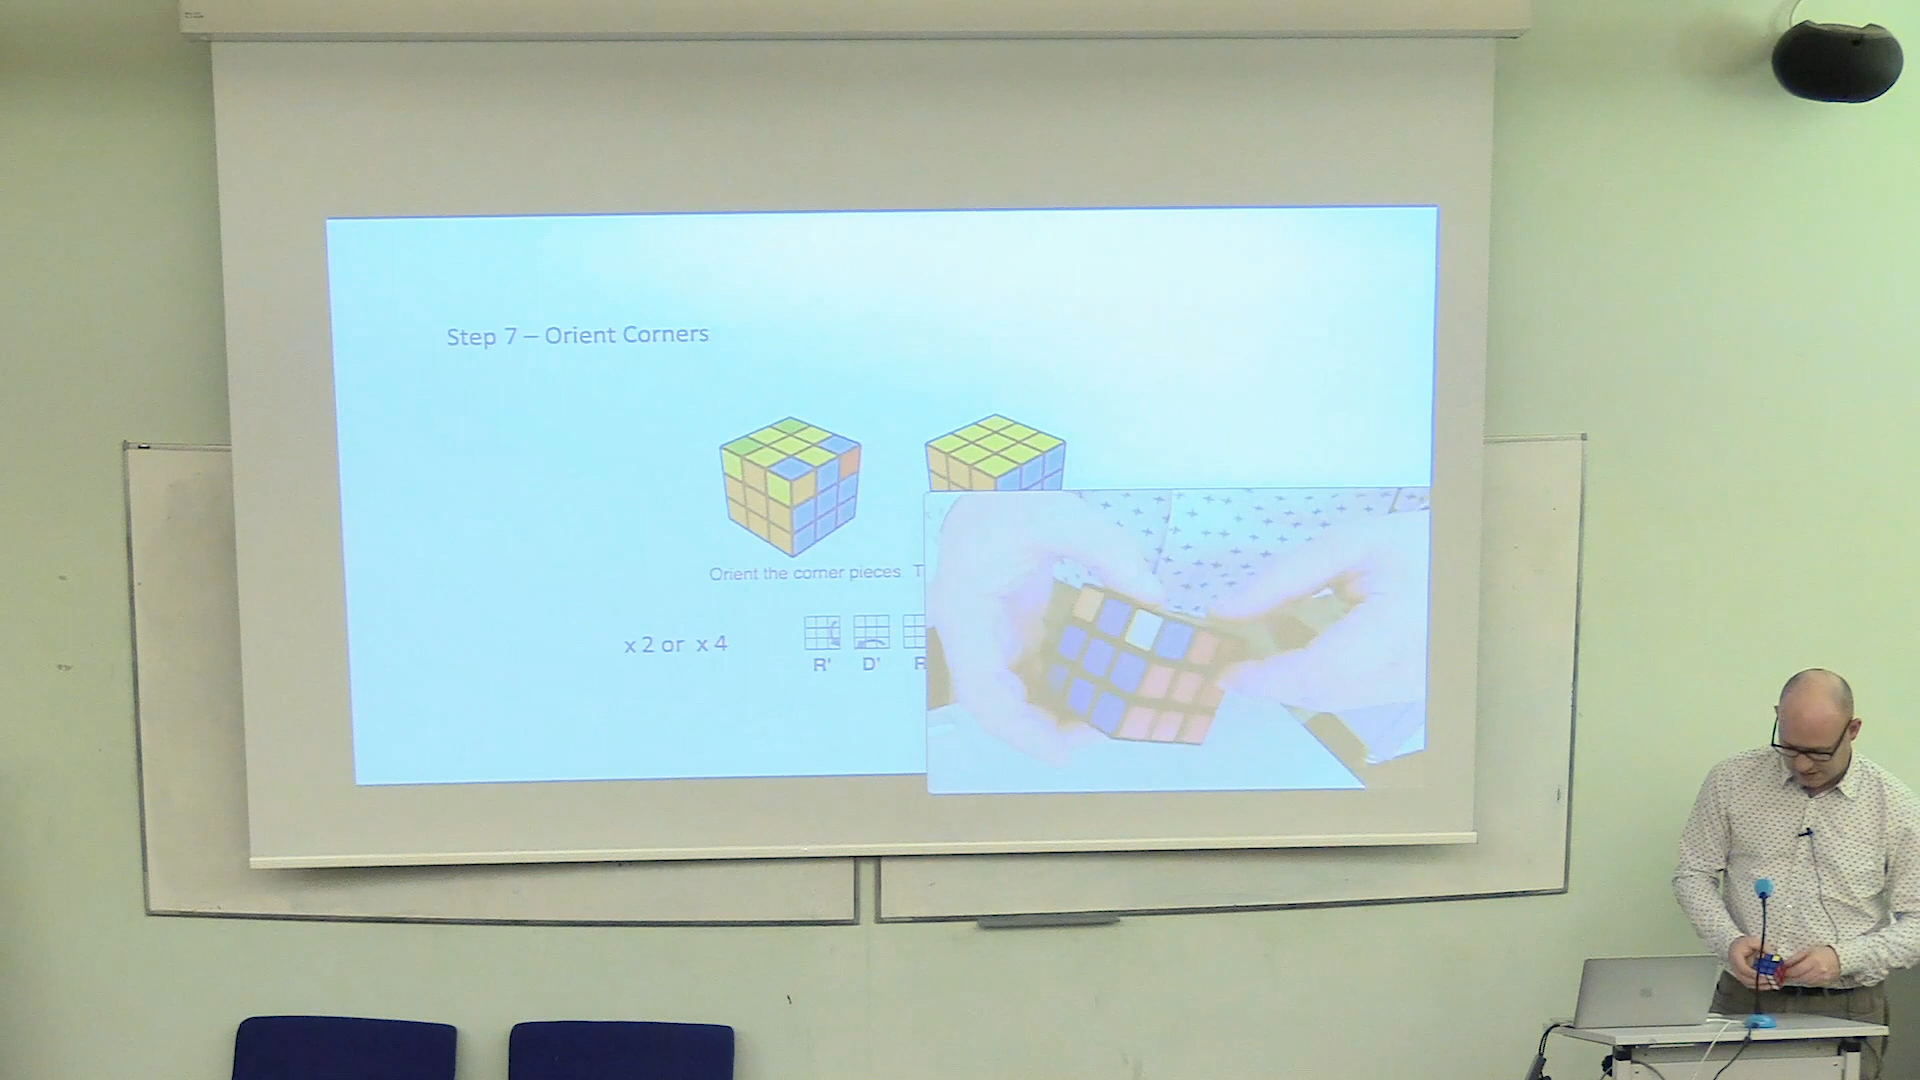 Step 7 – Orient Corners
Orient the corner pieces T
x 2 or x 4
R' D' R